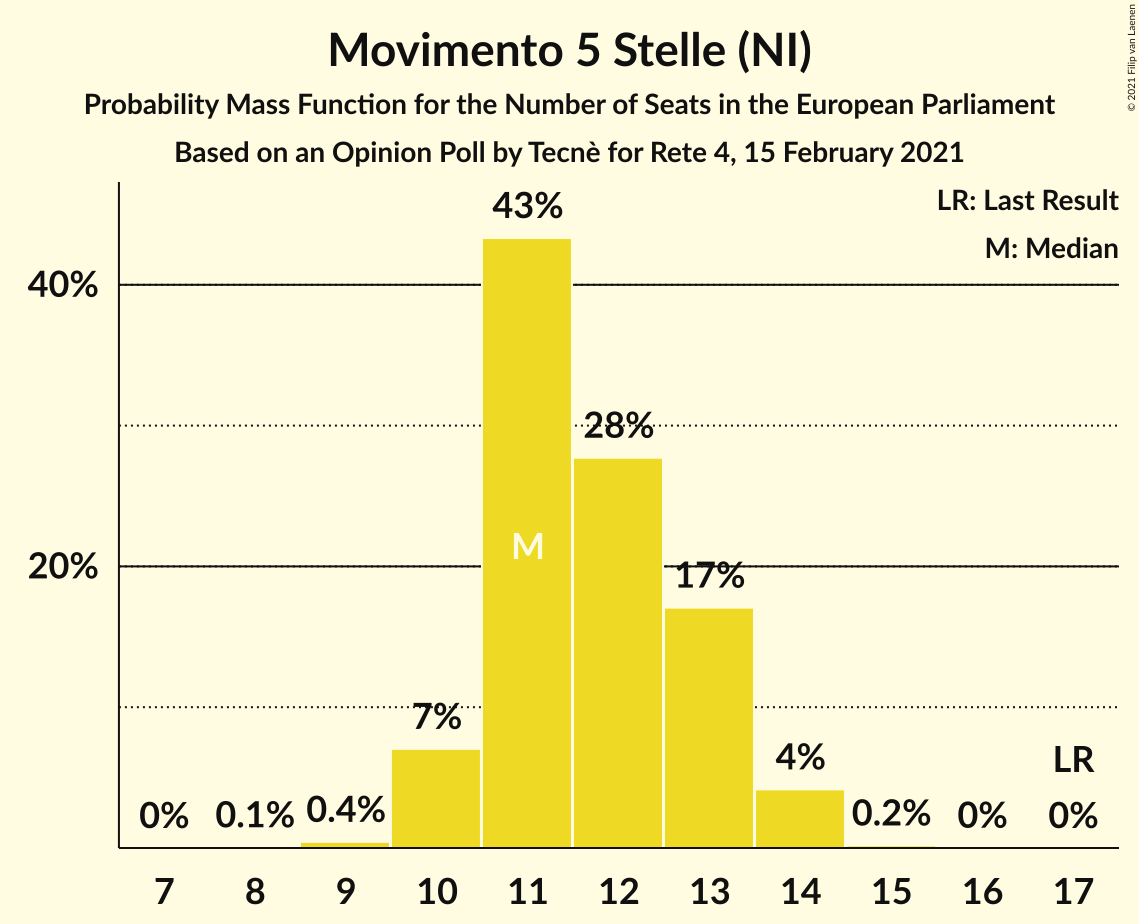 Movimento 5 Stelle (NI)
Probability Mass Function for the Number of Seats in the European Parliament
Based on an Opinion Poll by Tecnè for Rete 4, 15 February 2021
© 2021 Filip van Laenen
LR: Last Result
M: Median
40%
20%
0%
0.1%
0.4%
7%
43%
M
28%
17%
4%
0.2%
0%
LR
0%
7 8 9 10 11 12 13 14 15 16 17